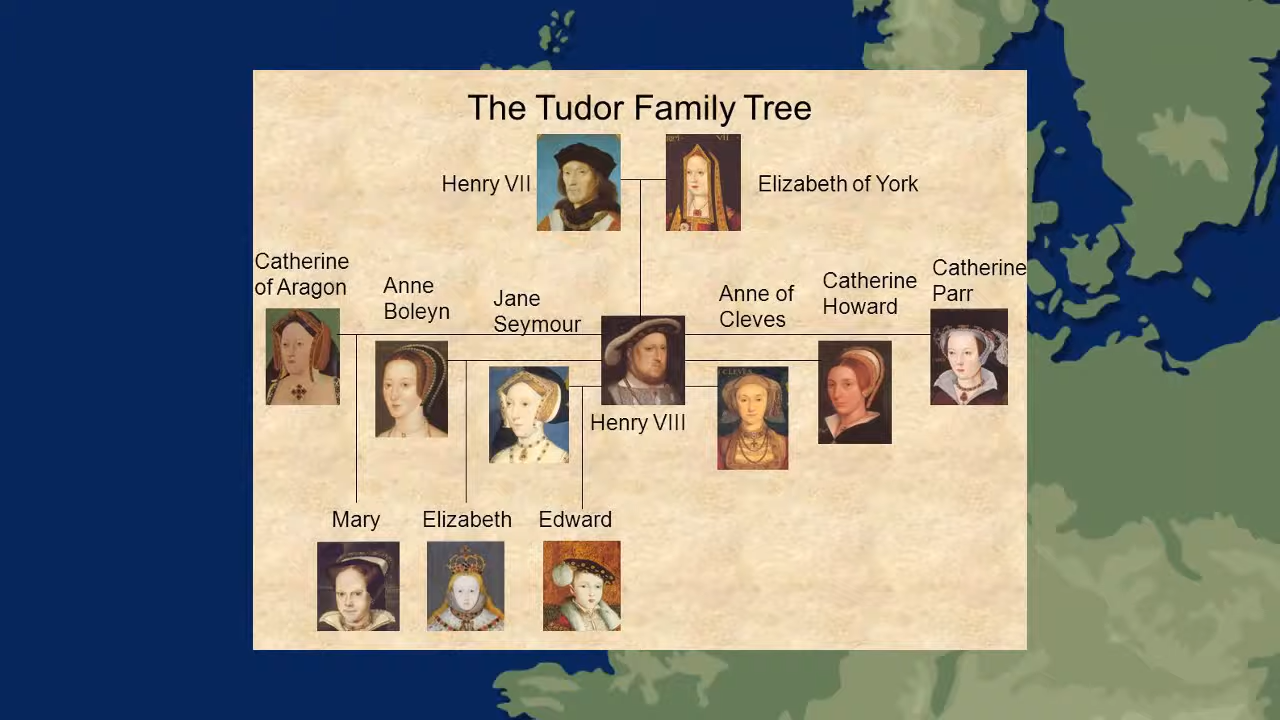 The Tudor Family Tree
Henry VII
Elizabeth of York
Catherine
of Aragon
Anne
Boleyn
Jane
Seymour
Anne of
Cleves
Catherine
Howard
Catherine
Parr
Henry VIII
Mary
Elizabeth
Edward